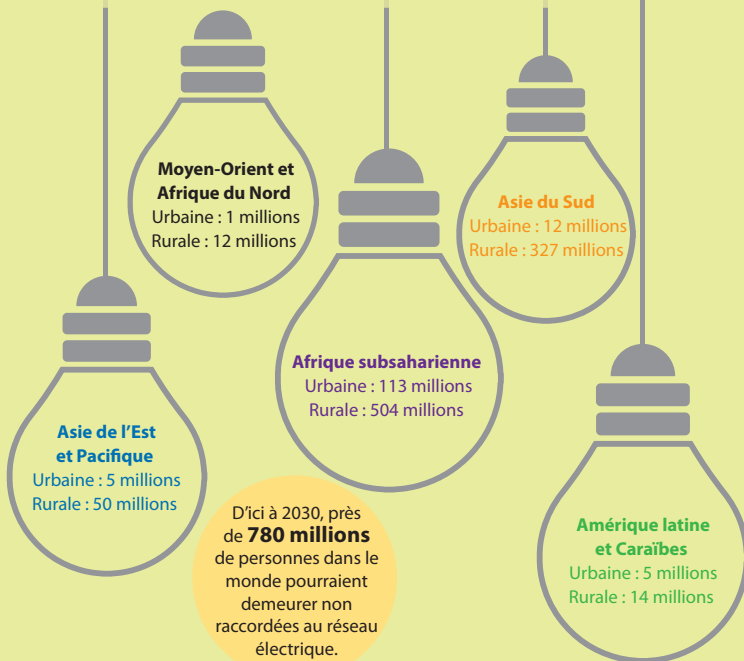 Moyen-Orient et
Afrique du Nord
Urbaine : 1 millions
Rurale : 12 millions
Asie du Sud
Urbaine : 12 millions
Rurale : 327 millions
Afrique subsaharienne
Urbaine : 113 millions
Rurale : 504 millions
Asie de l’Est
et Pacifique
Urbaine : 5 millions
Rurale : 50 millions
D’ici à 2030, près
de 780 millions
de personnes dans le
monde pourraient
demeurer non
raccordées au réseau
électrique.
Amérique latine
et Caraïbes
Urbaine : 5 millions
Rurale : 14 millions